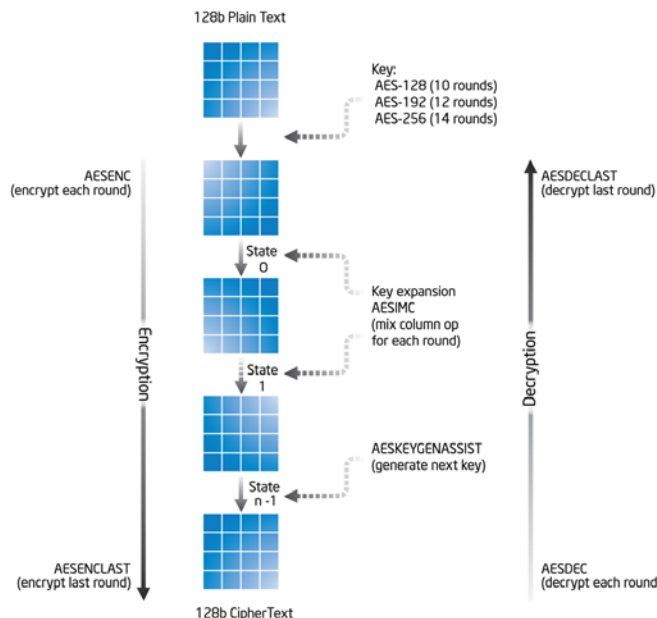 128b Plain Text
Key:
AES-128 (10 rounds)
AES-192 (12 rounds)
AES-256 (14 rounds)
AESENC
(encrypt each round)
AESDECLAST
(decrypt last round)
State
0
Key expansion
AESIMC
(mix column op
for each round)
Encryption
Decryption
State
1
AESKEYGENASSIST
(generate next key)
State
n -1
AESENCLAST
(encrypt last round)
AESDEC
(decrypt each round
128b CipherText